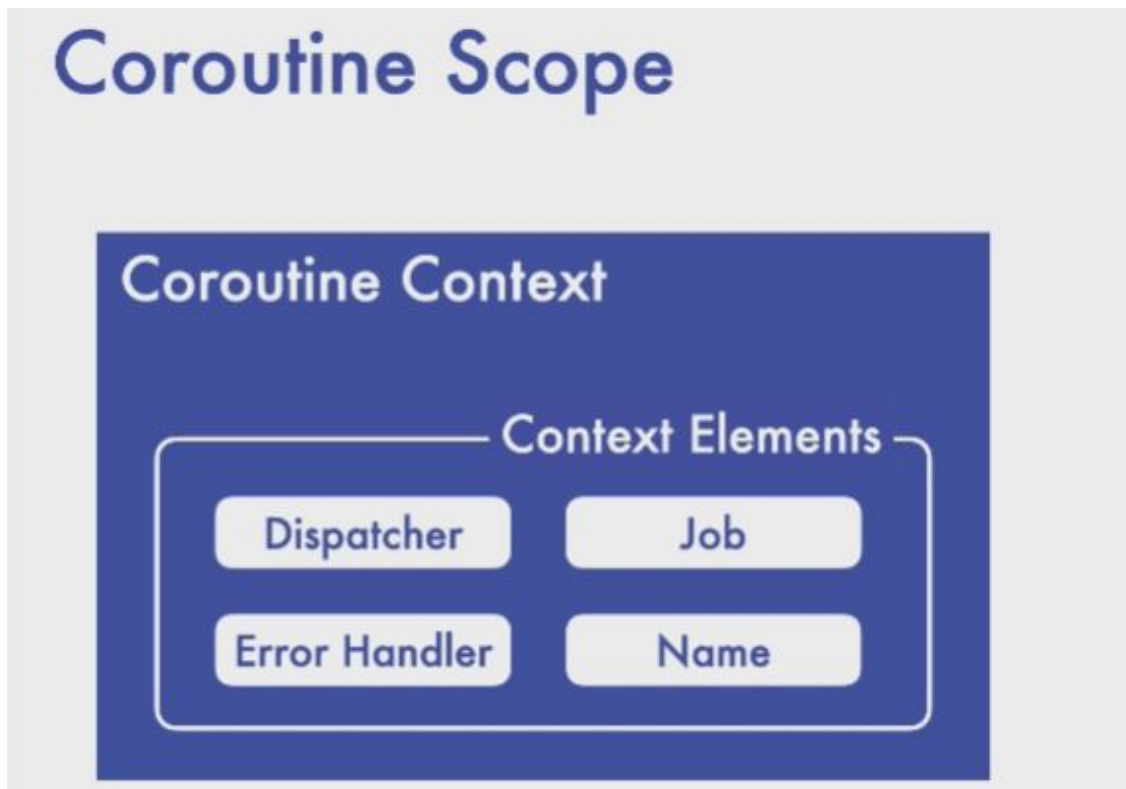 Coroutine Scope
Coroutine Context
Context Elements
Dispatcher
Job
Error Handler
Name